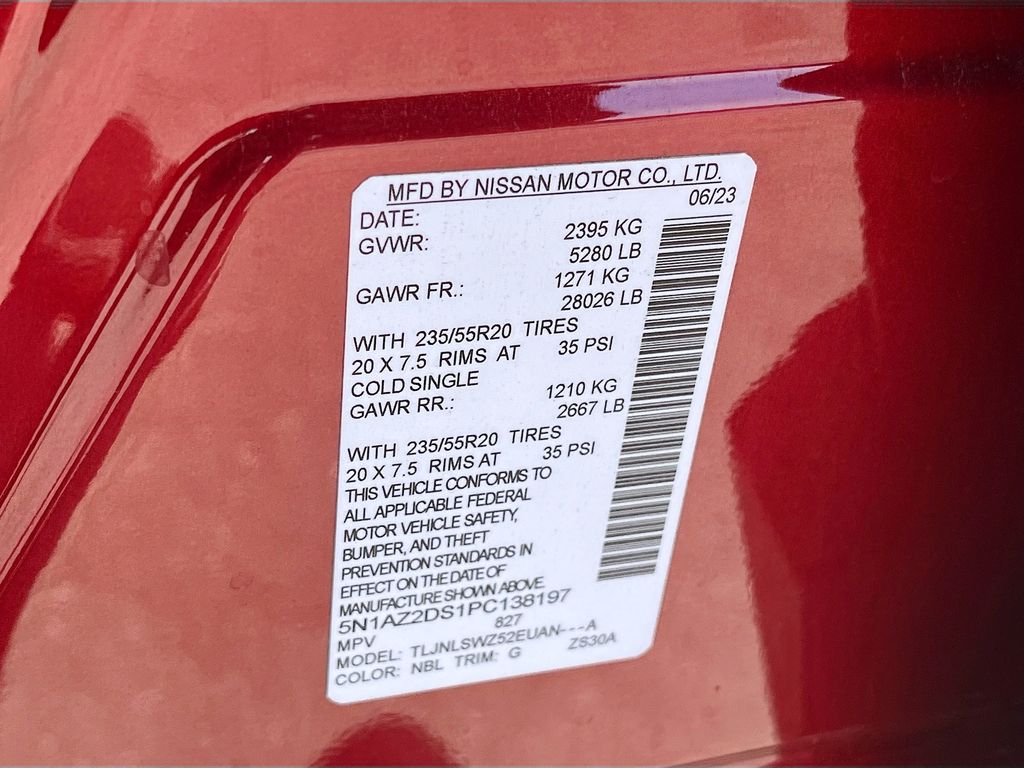 MFD BY NISSAN MOTOR CO., LTD.
DATE: 06/23
GVWR: 2395 KG
5280 LB
GAWR FR.: 1271 KG
28026 LB
WITH 235/55R20 TIRES
20 X 7.5 RIMS AT 35 PSI
COLD SINGLE
GAWR RR.: 1210 KG
2667 LB
WITH 235/55R20 TIRES
20 X 7.5 RIMS AT 35 PSI
THIS VEHICLE CONFORMS TO
ALL APPLICABLE FEDERAL
MOTOR VEHICLE SAFETY,
BUMPER, AND THEFT
PREVENTION STANDARDS IN
EFFECT ON THE DATE OF
MANUFACTURE SHOWN ABOVE.
5N1AZ2DS1PC138197
MPV 827
MODEL: TLJNLSWZ52EUAN---A
COLOR: NBL TRIM: G ZS30A